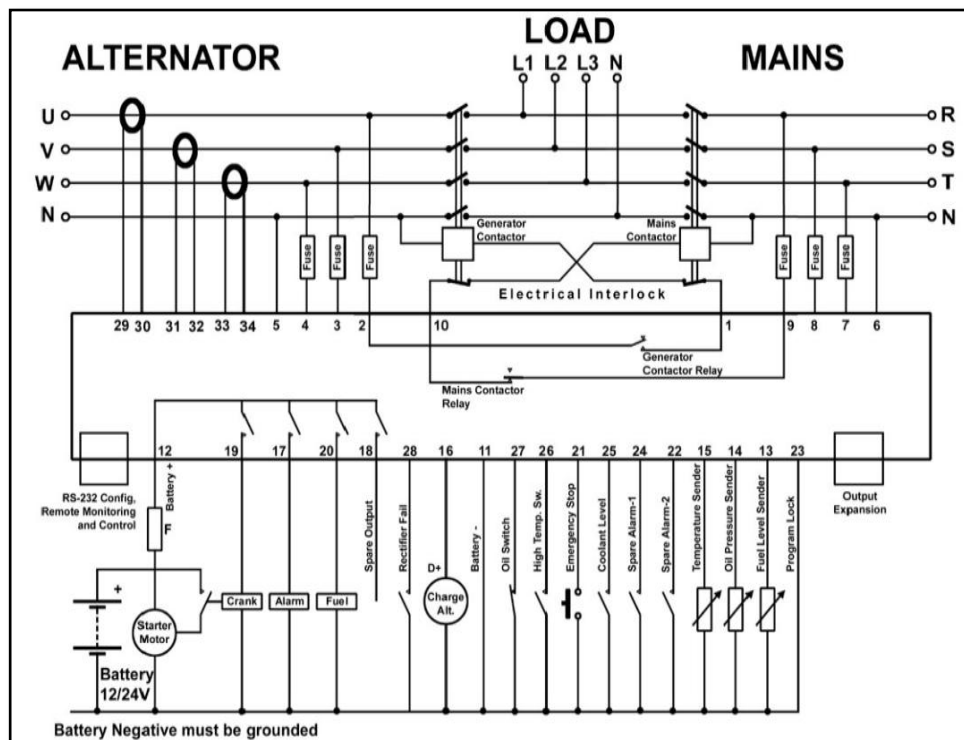 ALTERNATOR
LOAD
MAINS
L1 L2 L3 N
U
V
W
N
R
S
T
N
Generator
Contactor
Mains
Contactor
Fuse
Fuse
Fuse
Fuse
Fuse
Fuse
Electrical Interlock
29 30 31 32 33 34 5 4 3 2 10 1 9 8 7 6
Generator
Contactor Relay
Mains Contactor
Relay
12 19 17 20 18 28 16 11 27 26 21 25 24 22 15 14 13 23
RS-232 Config,
Remote Monitoring
and Control
Battery +
F
Spare Output
Rectifier Fail
Battery -
Oil Switch
High Temp. Sw.
Emergency Stop
Coolant Level
Spare Alarm-1
Spare Alarm-2
Temperature Sender
Oil Pressure Sender
Fuel Level Sender
Program Lock
Output
Expansion
D+
Charge
Alt.
+
Crank
Alarm
Fuel
Starter
Motor
Battery
12/24V
Battery Negative must be grounded